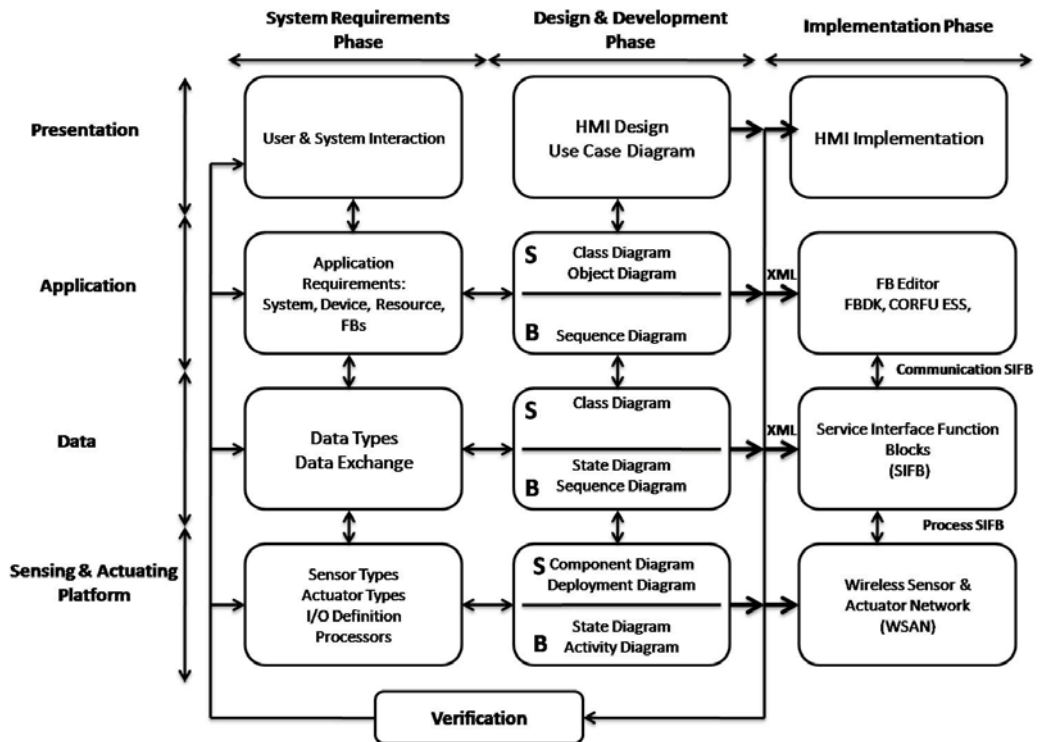 System Requirements
Phase
Design & Development
Phase
Implementation Phase
Presentation
User & System Interaction
HMI Design
Use Case Diagram
HMI Implementation
Application
Application
Requirements:
System, Device, Resource,
FBs
S
Class Diagram
Object Diagram
B
Sequence Diagram
XML
FB Editor
FBDK, CORFU ESS,
Communication SIFB
Data
Data Types
Data Exchange
S
Class Diagram
State Diagram
B
Sequence Diagram
XML
Service Interface Function
Blocks
(SIFB)
Process SIFB
Sensing & Actuating
Platform
Sensor Types
Actuator Types
I/O Definition
Processors
S
Component Diagram
Deployment Diagram
State Diagram
B
Activity Diagram
Wireless Sensor &
Actuator Network
(WSAN)
Verification